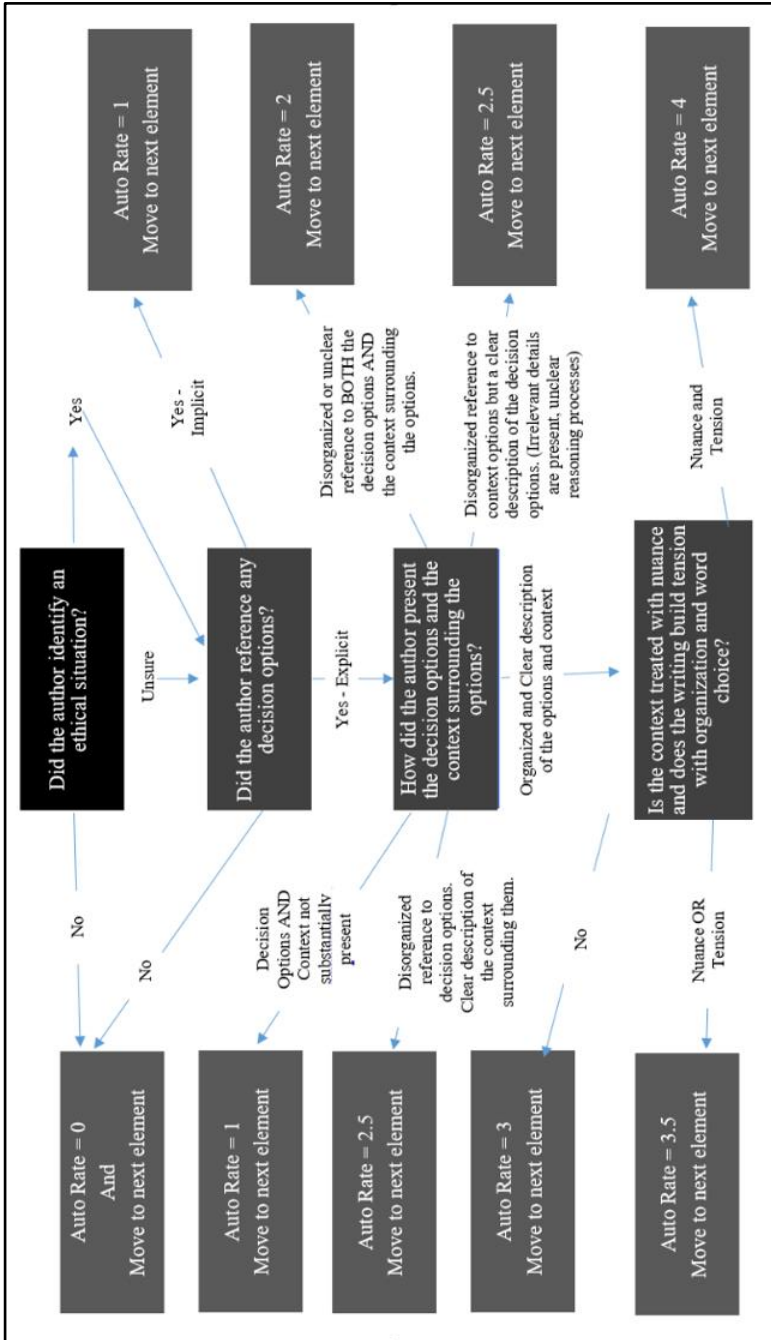 Did the author identify an
ethical situation?
No
Unsure
Yes
Auto Rate = 0
And
Move to next element
Did the author reference any
decision options?
No
Yes - Explicit
Yes -
Implicit
Auto Rate = 1
Move to next element
How did the author present
the decision options and the
context surrounding the
options?
Decision
Options AND
Context not
substantially
present
Auto Rate = 1
Move to next element
Disorganized or unclear
reference to BOTH the
decision options AND
the context surrounding
the options.
Auto Rate = 2
Move to next element
Disorganized
reference to
decision options.
Clear description of
the context
surrounding them.
Auto Rate = 2.5
Move to next element
Disorganized reference to
context options but a clear
description of the decision
options. (Irrelevant details
are present, unclear
reasoning processes)
Auto Rate = 2.5
Move to next element
Organized and Clear description
of the options and context
Is the context treated with nuance
and does the writing build tension
with organization and word
choice?
No
Auto Rate = 3
Move to next element
Nuance OR
Tension
Auto Rate = 3.5
Move to next element
Nuance and
Tension
Auto Rate = 4
Move to next element